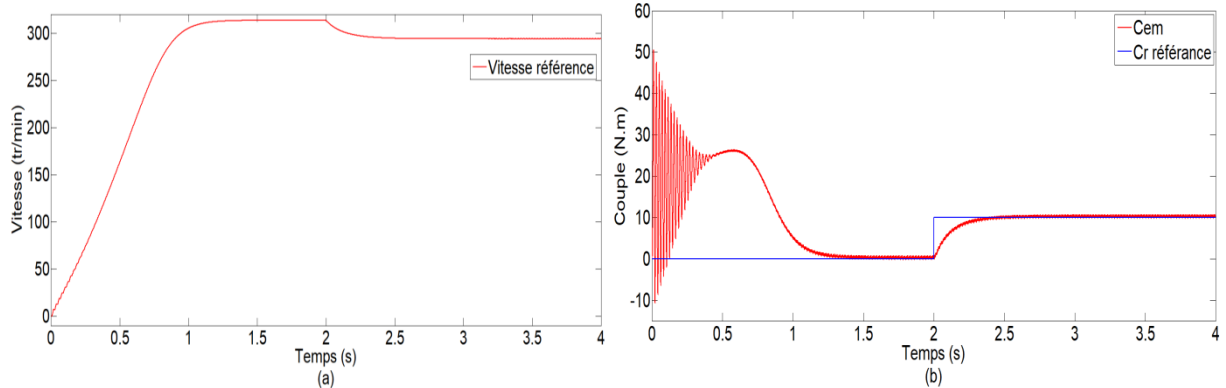 300
250
200
150
100
50
0
Vitesse (tr/min)
Vitesse référence
0 0.5 1 1.5 2 2.5 3 3.5 4
Temps (s)
(a)
60
50
40
30
20
10
0
-10
Couple (N.m)
Cem
Cr référance
0 0.5 1 1.5 2 2.5 3 3.5 4
Temps (s)
(b)